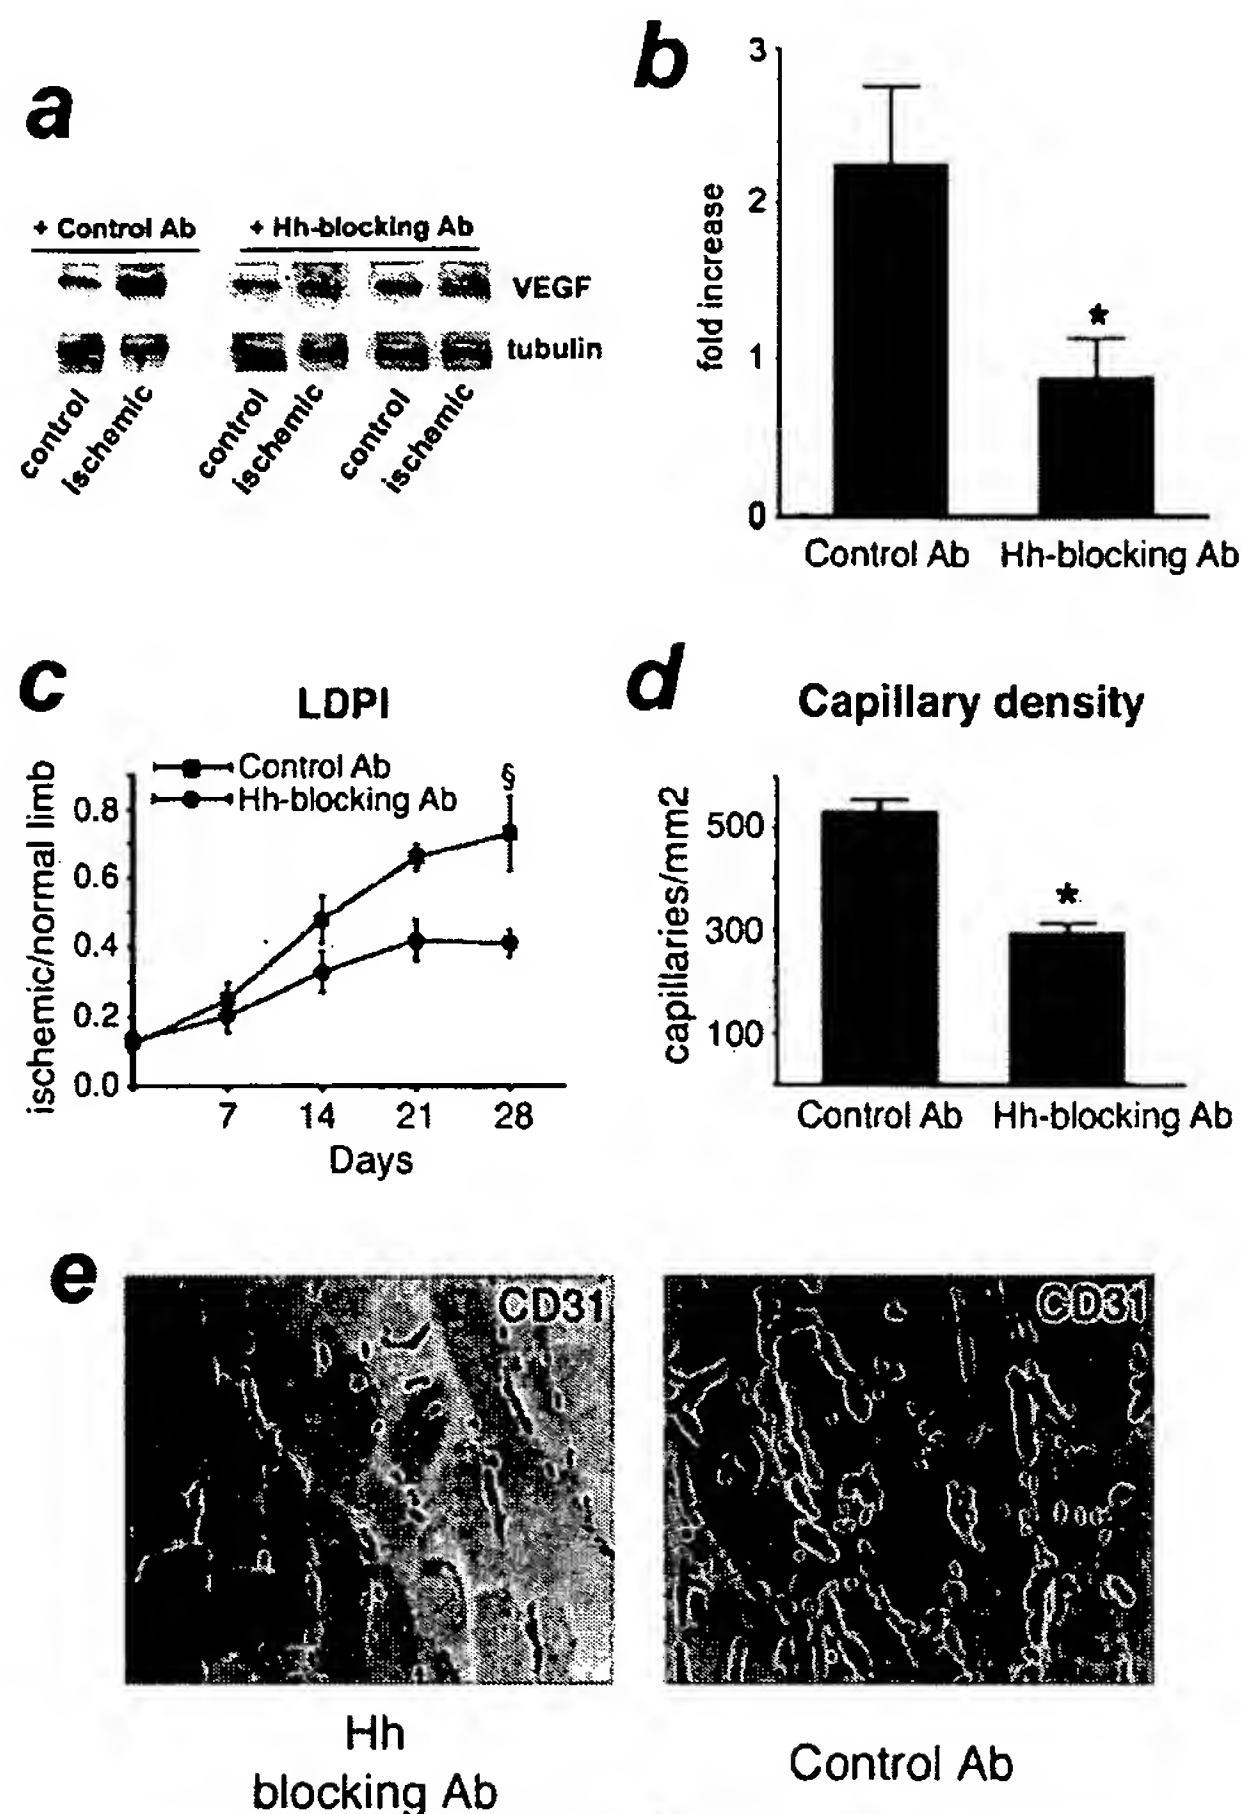 a
+ Control Ab
+ Hh-blocking Ab
VEGF
tubulin
control
ischemic
control
ischemic
control
ischemic
b
fold increase
3
2
1
0
*
Control Ab
Hh-blocking Ab
c
LDPI
Control Ab
Hh-blocking Ab
§
ischemic/normal limb
0.8
0.6
0.4
0.2
0.0
7
14
21
28
Days
d
Capillary density
capillaries/mm2
500
300
100
*
Control Ab
Hh-blocking Ab
e
CD31
CD31
Hh
blocking Ab
Control Ab